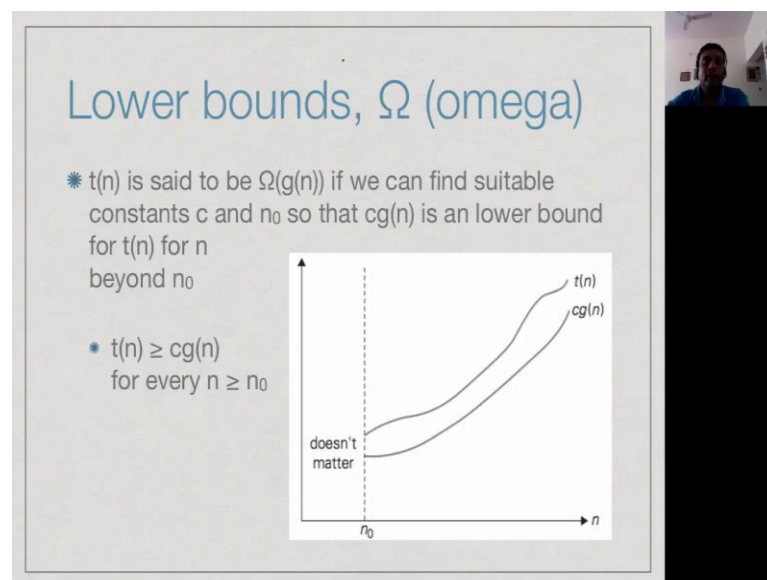 Lower bounds, Ω (omega)
t(n) is said to be Ω(g(n)) if we can find suitable
constants c and n₀ so that cg(n) is an lower bound
for t(n) for n
beyond n₀
t(n) ≥ cg(n)
for every n ≥ n₀
t(n)
cg(n)
doesn't
matter
n
n₀